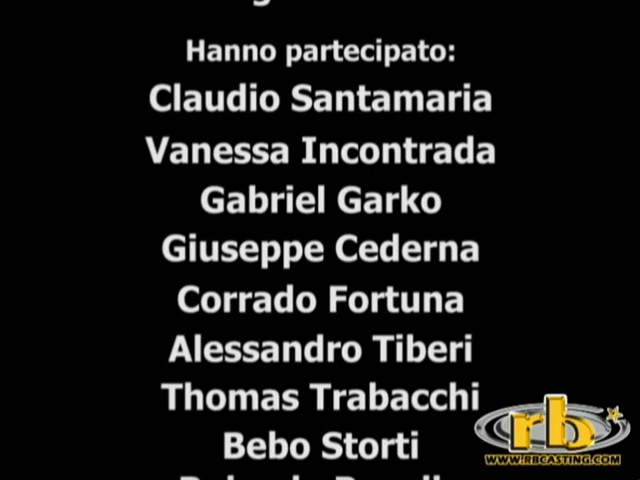 Hanno partecipato:
Claudio Santamaria
Vanessa Incontrada
Gabriel Garko
Giuseppe Cederna
Corrado Fortuna
Alessandro Tiberi
Thomas Trabacchi
Bebo Storti
rb
WWW.RBCASTING.COM